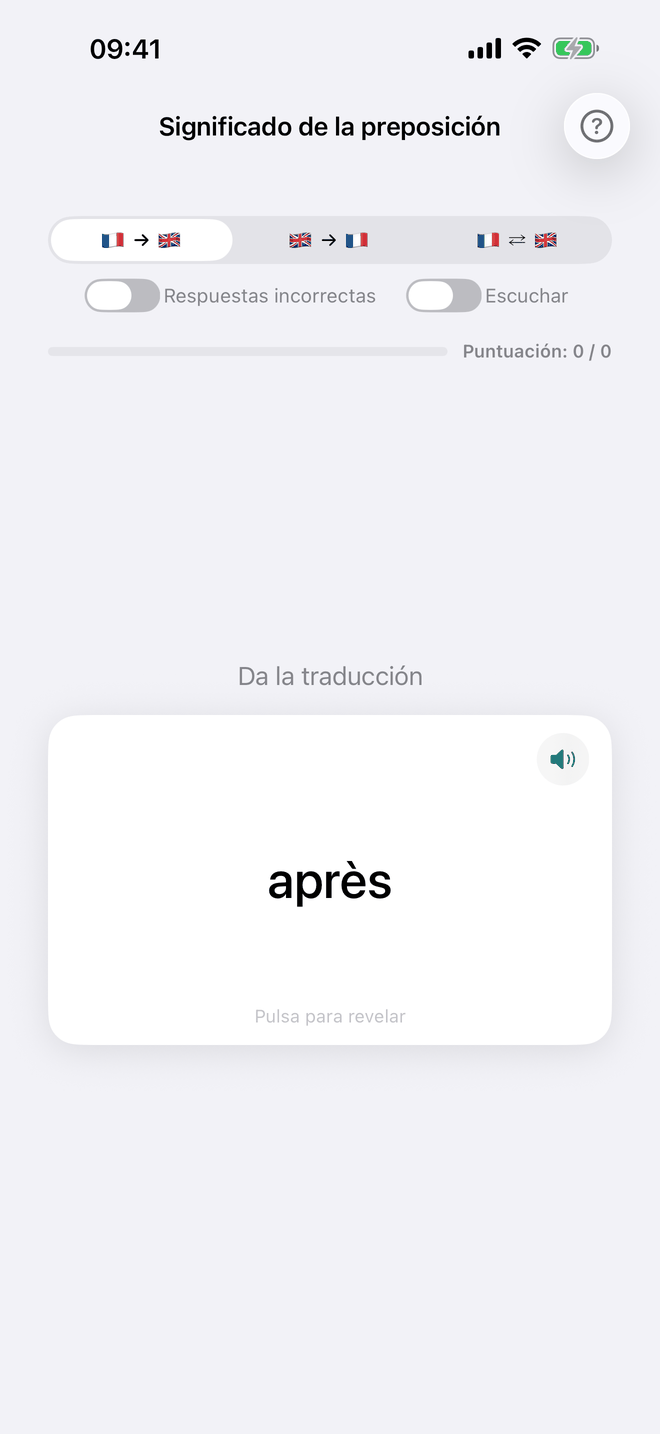 09:41
Significado de la preposición
🇫🇷 → 🇬🇧 🇬🇧 → 🇫🇷 🇫🇷 ⇄ 🇬🇧
Respuestas incorrectas Escuchar
Puntuación: 0 / 0
Da la traducción
après
Pulsa para revelar